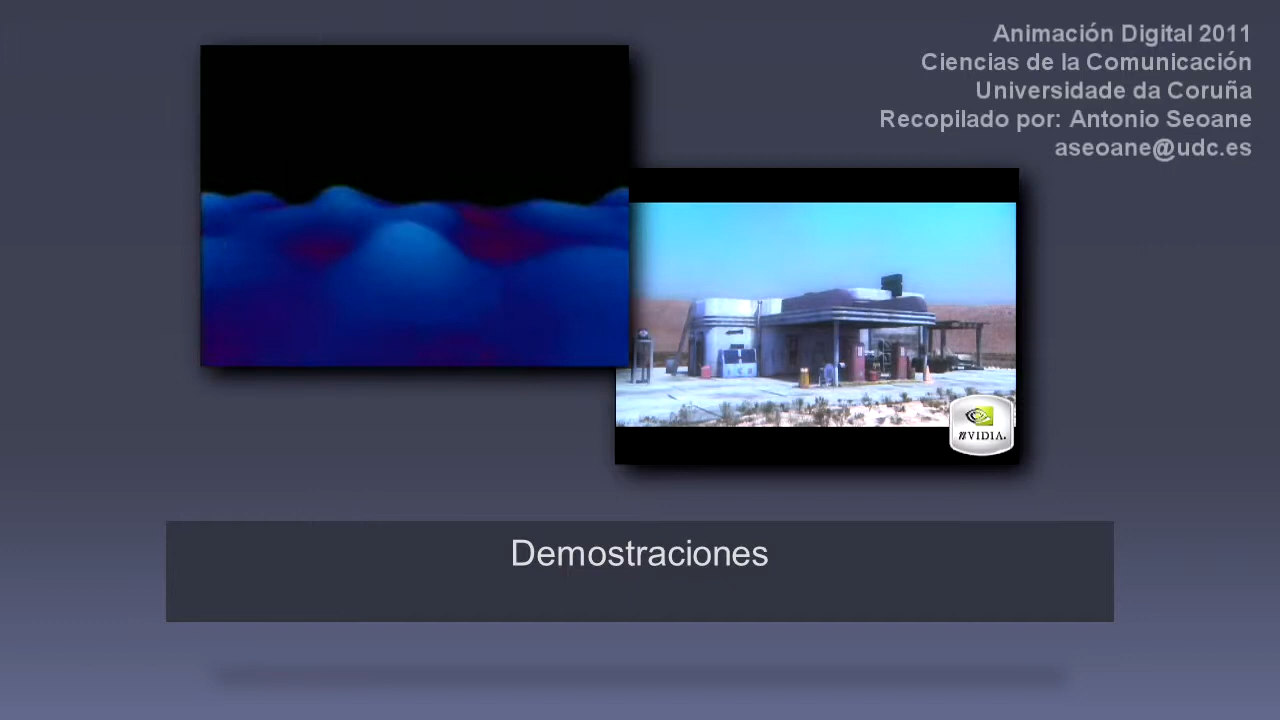 Animación Digital 2011
Ciencias de la Comunicación
Universidade da Coruña
Recopilado por: Antonio Seoane
aseoane@udc.es
NVIDIA.
Demostraciones